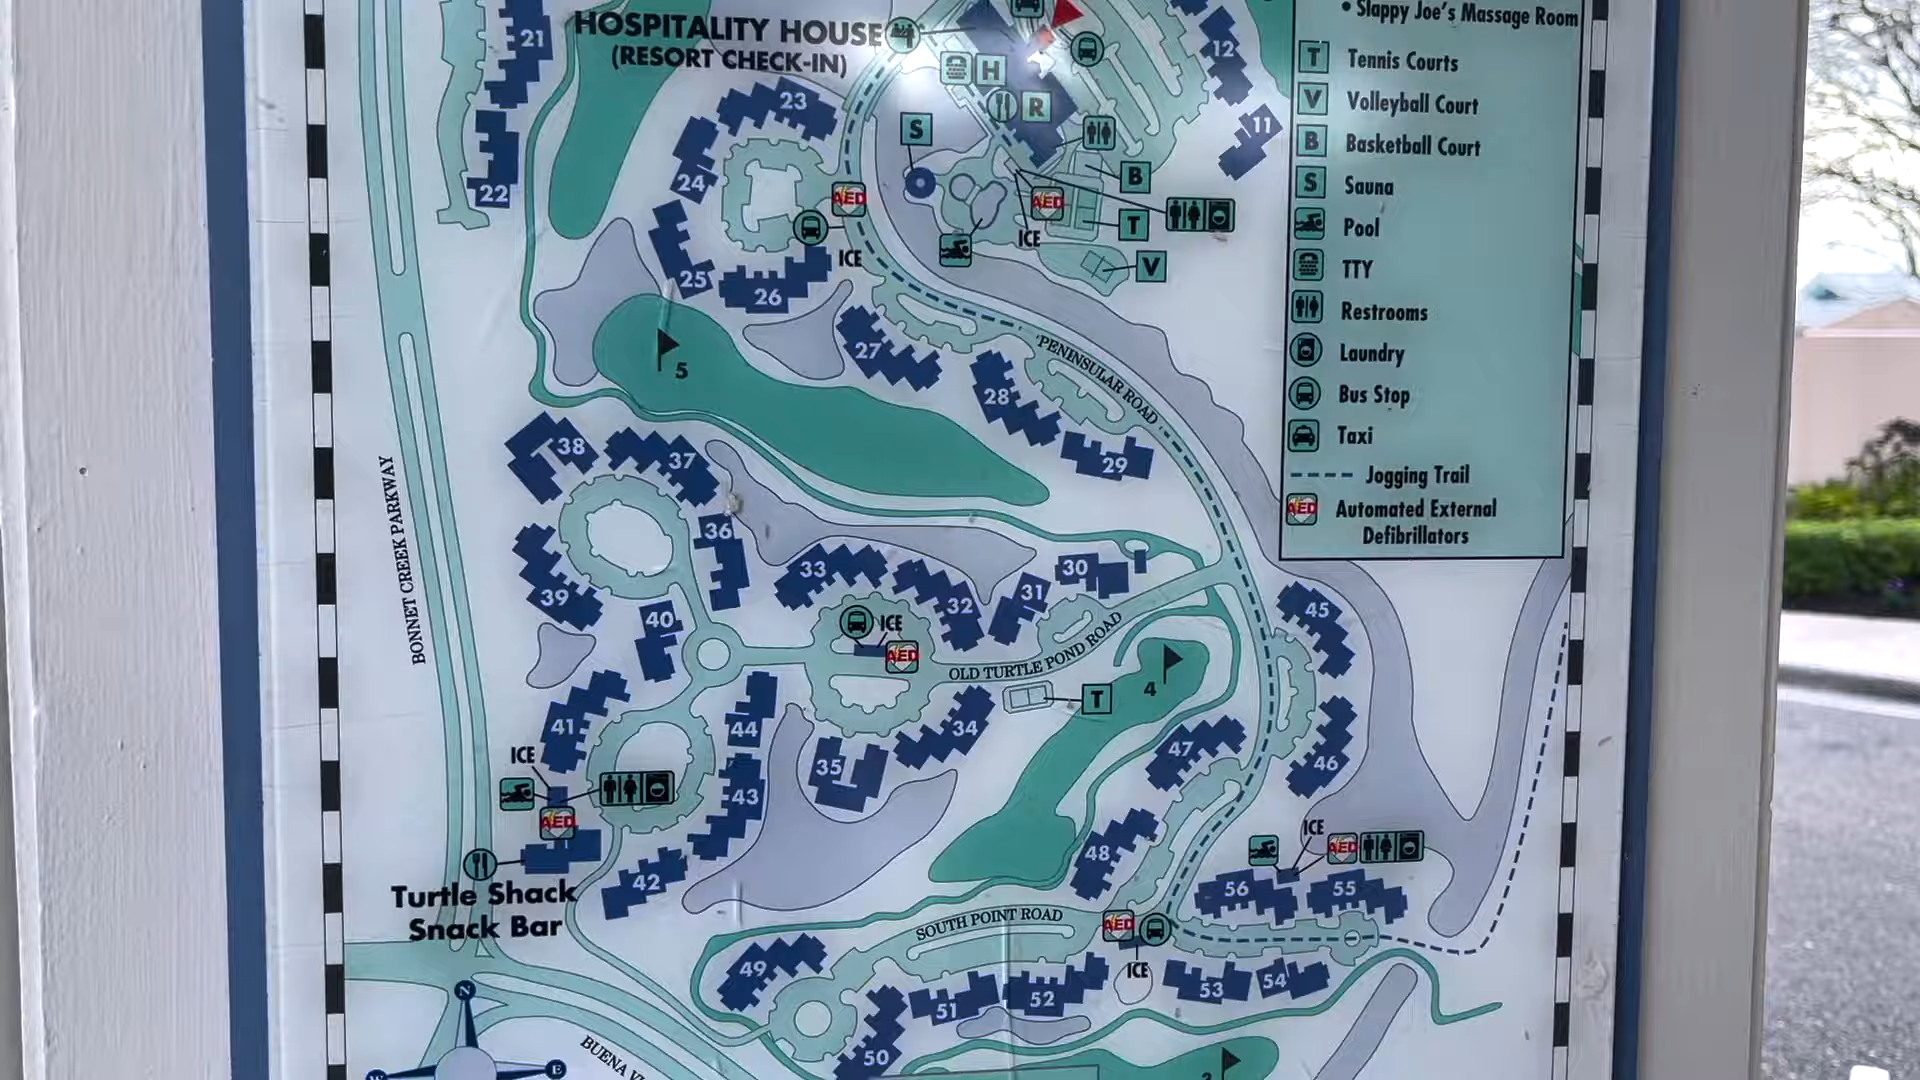 • Slappy Joe's Massage Room
T Tennis Courts
V Volleyball Court
B Basketball Court
S Sauna
Pool
TTY
Restrooms
Laundry
Bus Stop
Taxi
Jogging Trail
AED Automated External
Defibrillators
HOSPITALITY HOUSE
(RESORT CHECK-IN)
21
12
H
23
R
11
S
22
24
AED
B
AED
T
ICE
ICE
V
25
26
5
27
'PENINSULAR ROAD'
28
29
38
37
BONNET CREEK PARKWAY
36
33
30
39
32
31
45
40
ICE
AED
OLD TURTLE POND ROAD
4
T
41
44
34
47
ICE
35
46
43
AED
48
ICE
AED
42
56
55
Turtle Shack
Snack Bar
SOUTH POINT ROAD
AED
ICE
49
53
54
51
52
N
50
E
BUENA